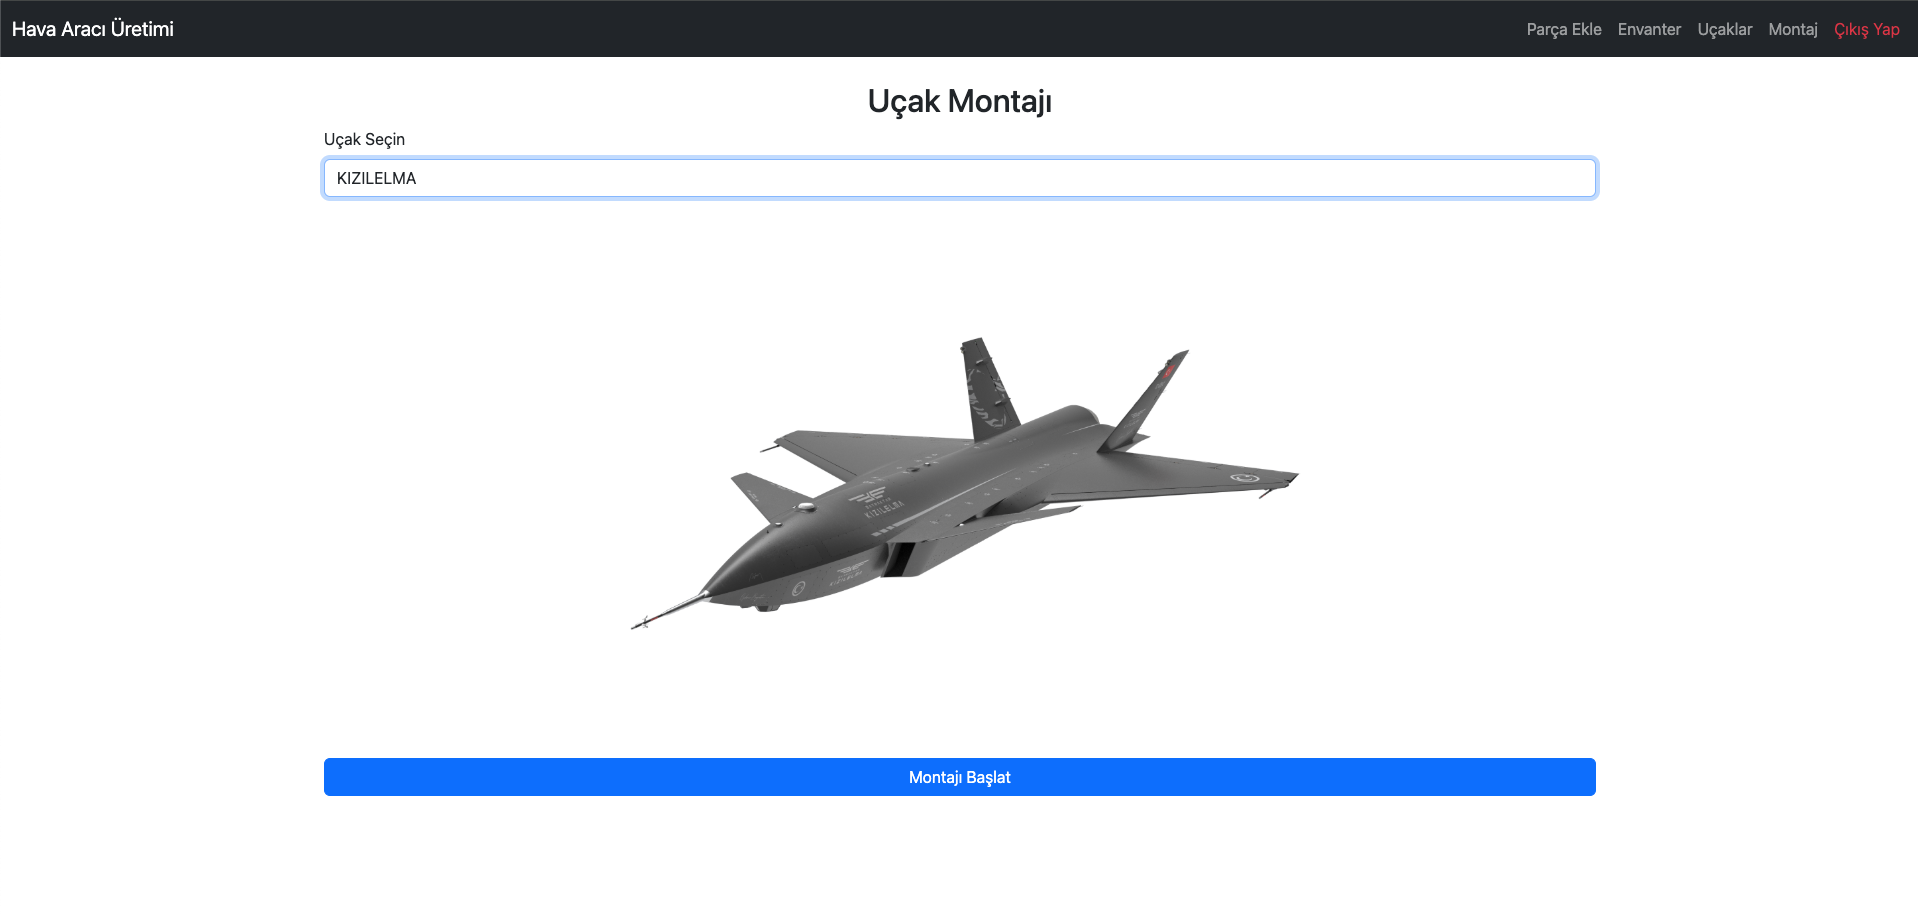 Hava Aracı Üretimi
Parça Ekle Envanter Uçaklar Montaj Çıkış Yap
Uçak Montajı
Uçak Seçin
KIZILELMA
KIZILELMA
Montajı Başlat